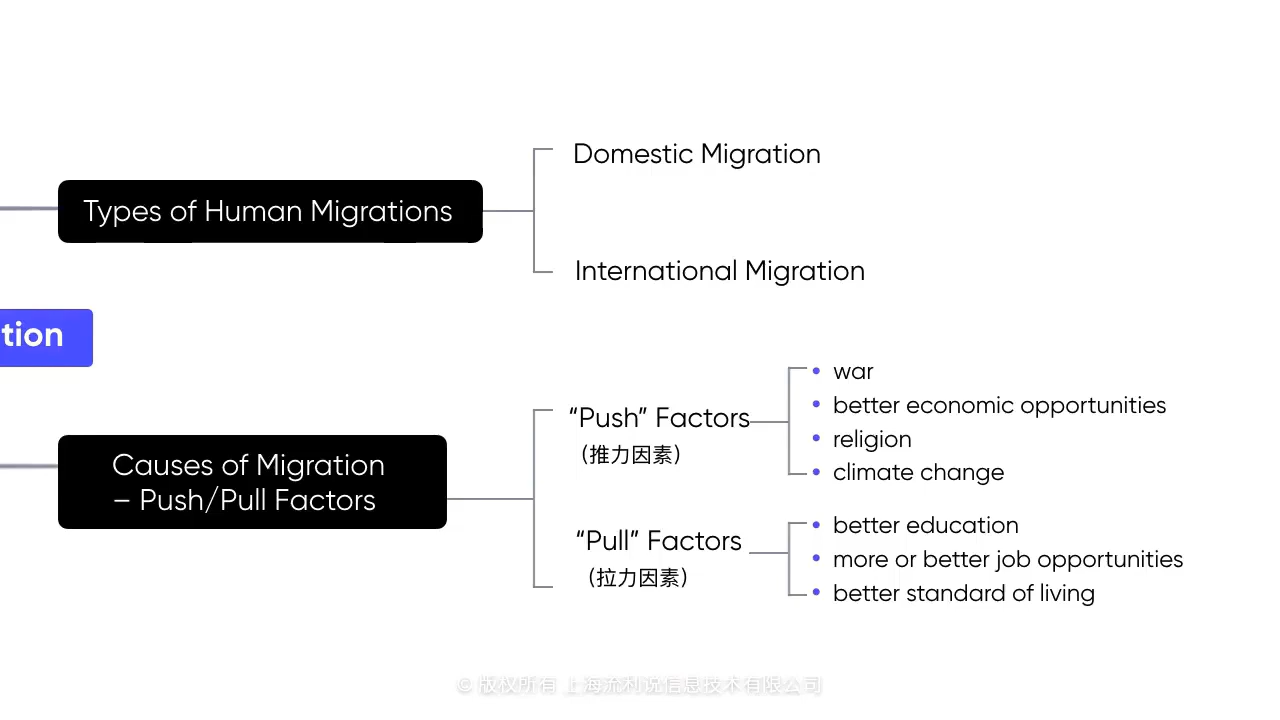 Types of Human Migrations
Domestic Migration
International Migration
tion
Causes of Migration
– Push/Pull Factors
“Push” Factors
（推力因素）
• war
• better economic opportunities
• religion
• climate change
“Pull” Factors
（拉力因素）
• better education
• more or better job opportunities
• better standard of living
© 版权所有 上海流利说信息技术有限公司